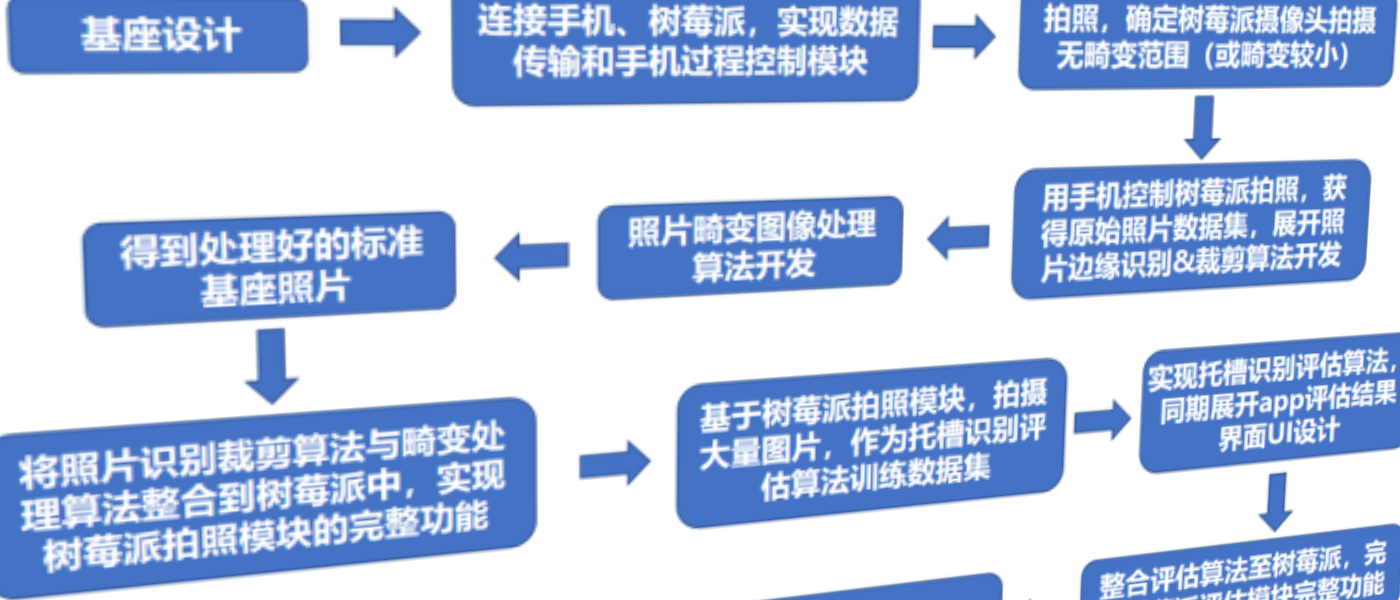 基座设计
连接手机、树莓派，实现数据
传输和手机过程控制模块
拍照，确定树莓派摄像头拍摄
无畸变范围（或畸变较小）
用手机控制树莓派拍照，获
得原始照片数据集，展开照
片边缘识别&裁剪算法开发
照片畸变图像处理
算法开发
得到处理好的标准
基座照片
将照片识别裁剪算法与畸变处
理算法整合到树莓派中，实现
树莓派拍照模块的完整功能
基于树莓派拍照模块，拍摄
大量图片，作为托槽识别评
估算法训练数据集
实现托槽识别评估算法，
同期展开app评估结果
界面UI设计
整合评估算法至树莓派，完
评估模块完整功能